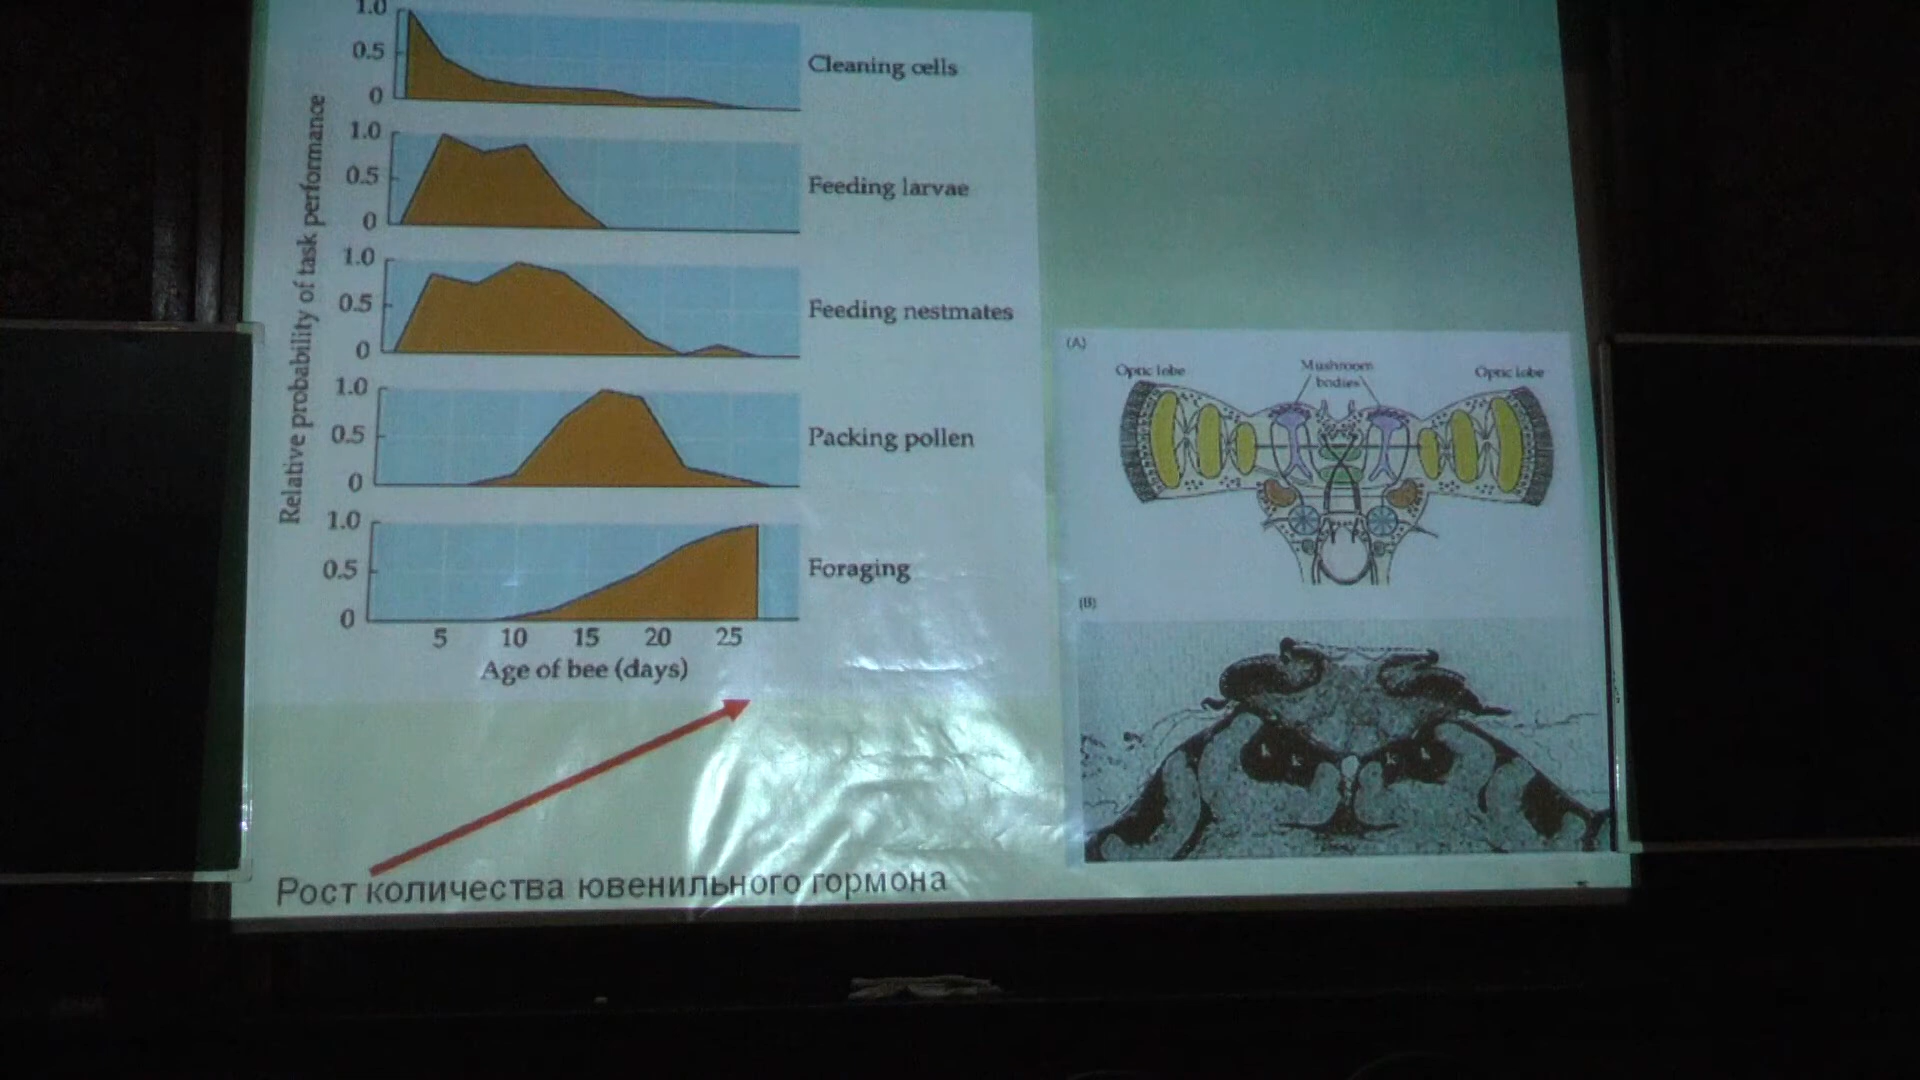 1.0
0.5
0
Cleaning cells
1.0
0.5
0
Feeding larvae
1.0
0.5
0
Feeding nestmates
1.0
0.5
0
Packing pollen
1.0
0.5
0
Foraging
5 10 15 20 25
Age of bee (days)
Relative probability of task performance
Рост количества ювенильного гормона
(A)
Optic lobe
Mushroom
bodies
Optic lobe
(B)
k
k
k
k